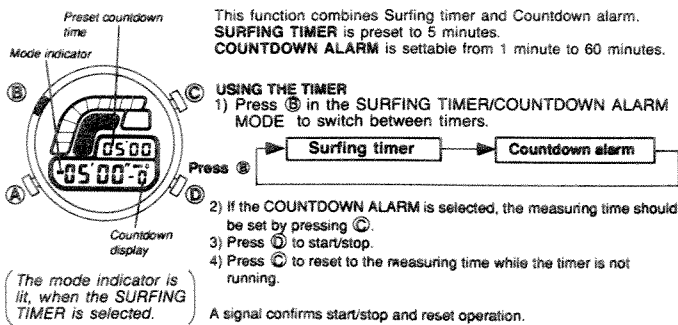 Preset countdown
time
Mode indicator
B
C
05'00
-05'00"-0
A
D
Countdown
display
The mode indicator is
lit, when the SURFING
TIMER is selected.
This function combines Surfing timer and Countdown alarm.
SURFING TIMER is preset to 5 minutes.
COUNTDOWN ALARM is settable from 1 minute to 60 minutes.
USING THE TIMER
1) Press Ⓑ in the SURFING TIMER/COUNTDOWN ALARM
MODE to switch between timers.
Surfing timer
Countdown alarm
Press Ⓑ
2) If the COUNTDOWN ALARM is selected, the measuring time should
be set by pressing Ⓒ.
3) Press Ⓓ to start/stop.
4) Press Ⓒ to reset to the measuring time while the timer is not
running.
A signal confirms start/stop and reset operation.